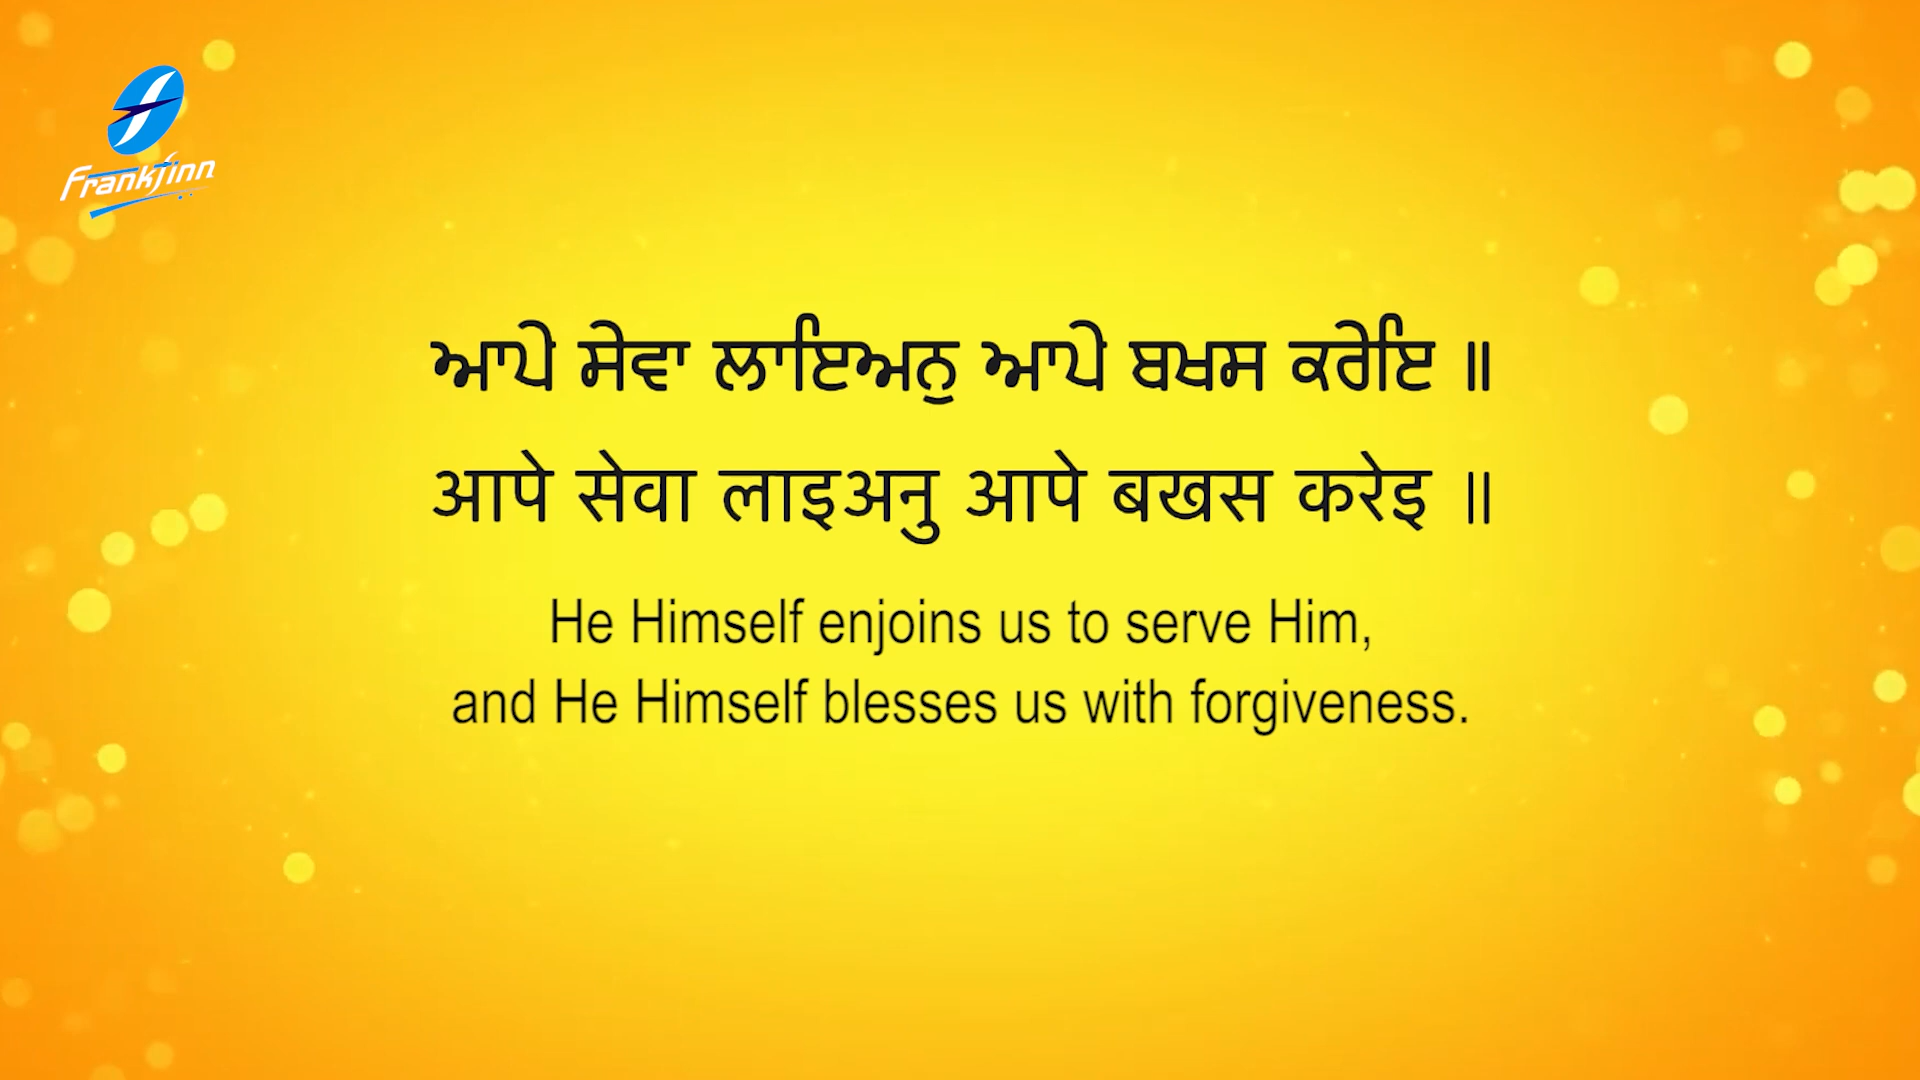 Frankfinn
ਆਪੇ ਸੇਵਾ ਲਾਇਅਨੁ ਆਪੇ ਬਖਸ ਕਰੇਇ ॥
आपे सेवा लाइअनु आपे बखस करेइ ॥
He Himself enjoins us to serve Him,
and He Himself blesses us with forgiveness.